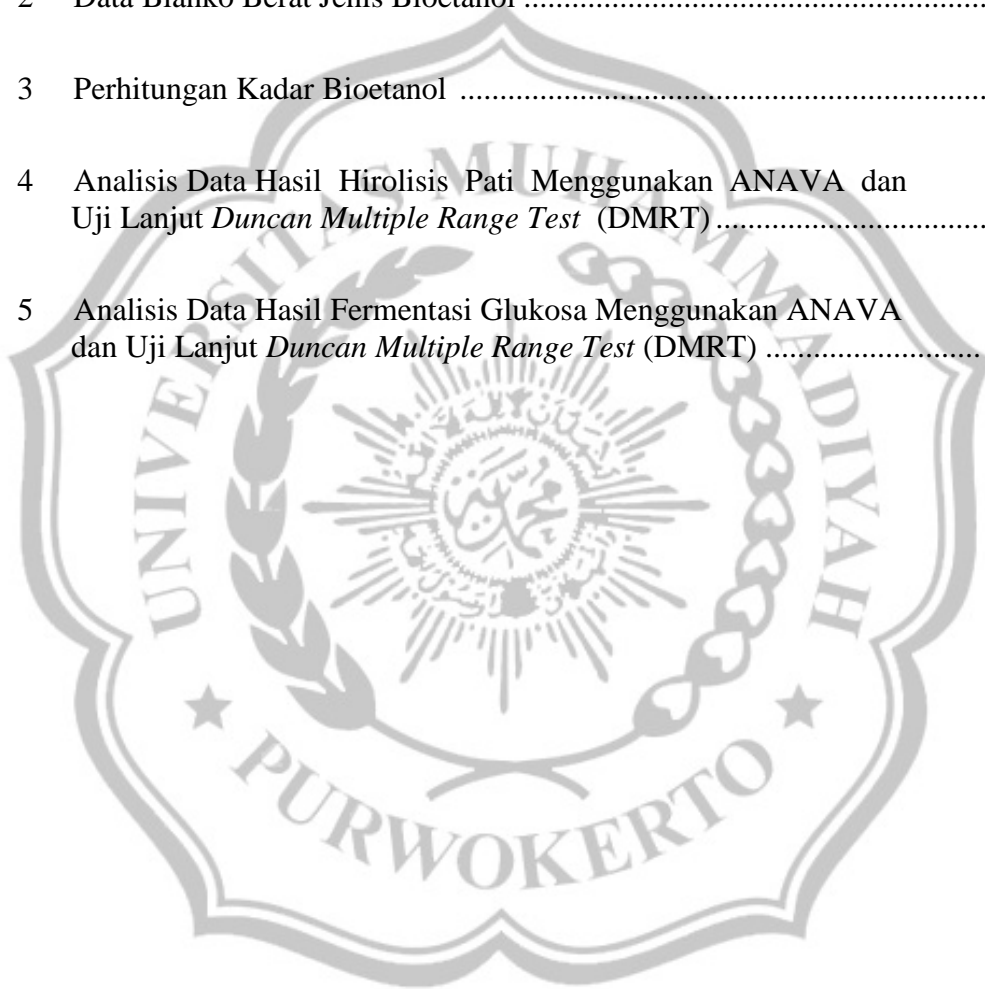 2 Data Blanko Berat Jenis Bioetanol ..........................................................
3 Perhitungan Kadar Bioetanol ..................................................................
4 Analisis Data Hasil Hirolisis Pati Menggunakan ANAVA dan
Uji Lanjut Duncan Multiple Range Test (DMRT) ..................................
5 Analisis Data Hasil Fermentasi Glukosa Menggunakan ANAVA
dan Uji Lanjut Duncan Multiple Range Test (DMRT) ...........................
UNIVERSITAS MUHAMMADIYAH
PURWOKERTO